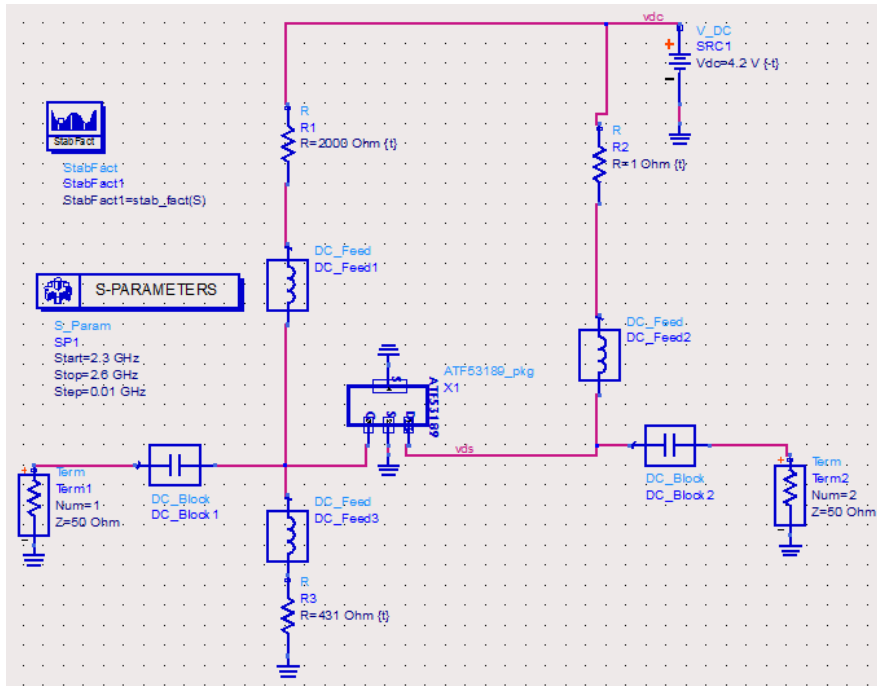 vdc
V_DC
SRC1
Vdc=4.2 V {-t}
R
R1
R=2000 Ohm {t}
R
R2
R=1 Ohm {t}
StabFact
StabFact
StabFact1
StabFact1=stab_fact(S)
DC_Feed
DC_Feed1
S-PARAMETERS
S_Param
SP1
Start=2.3 GHz
Stop=2.6 GHz
Step=0.01 GHz
DC_Feed
DC_Feed2
ATF53189_pkg
X1
S
ATF53189
G
S
D
vds
Term
Term1
Num=1
Z=50 Ohm
DC_Block
DC_Block1
DC_Feed
DC_Feed3
DC_Block
DC_Block2
Term
Term2
Num=2
Z=50 Ohm
R
R3
R=431 Ohm {t}